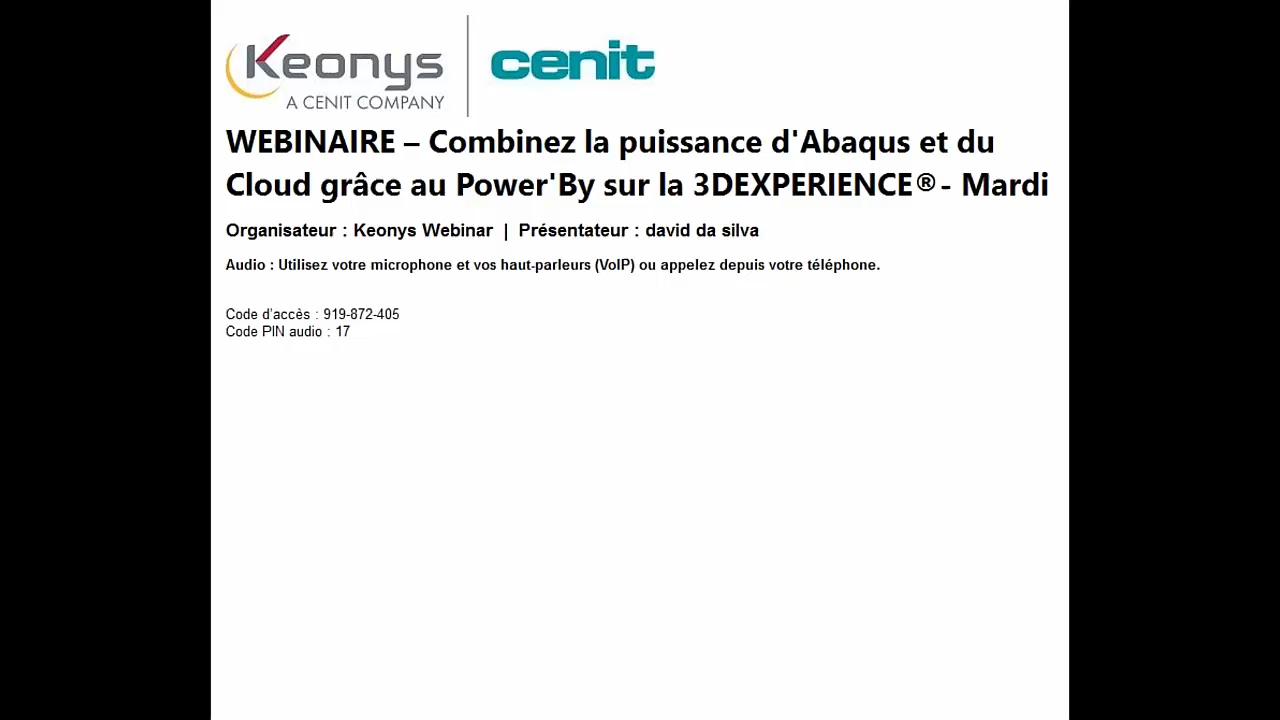 Keonys
A CENIT COMPANY
cenit
WEBINAIRE – Combinez la puissance d'Abaqus et du
Cloud grâce au Power'By sur la 3DEXPERIENCE®- Mardi
Organisateur : Keonys Webinar | Présentateur : david da silva
Audio : Utilisez votre microphone et vos haut-parleurs (VoIP) ou appelez depuis votre téléphone.
Code d'accès : 919-872-405
Code PIN audio : 17